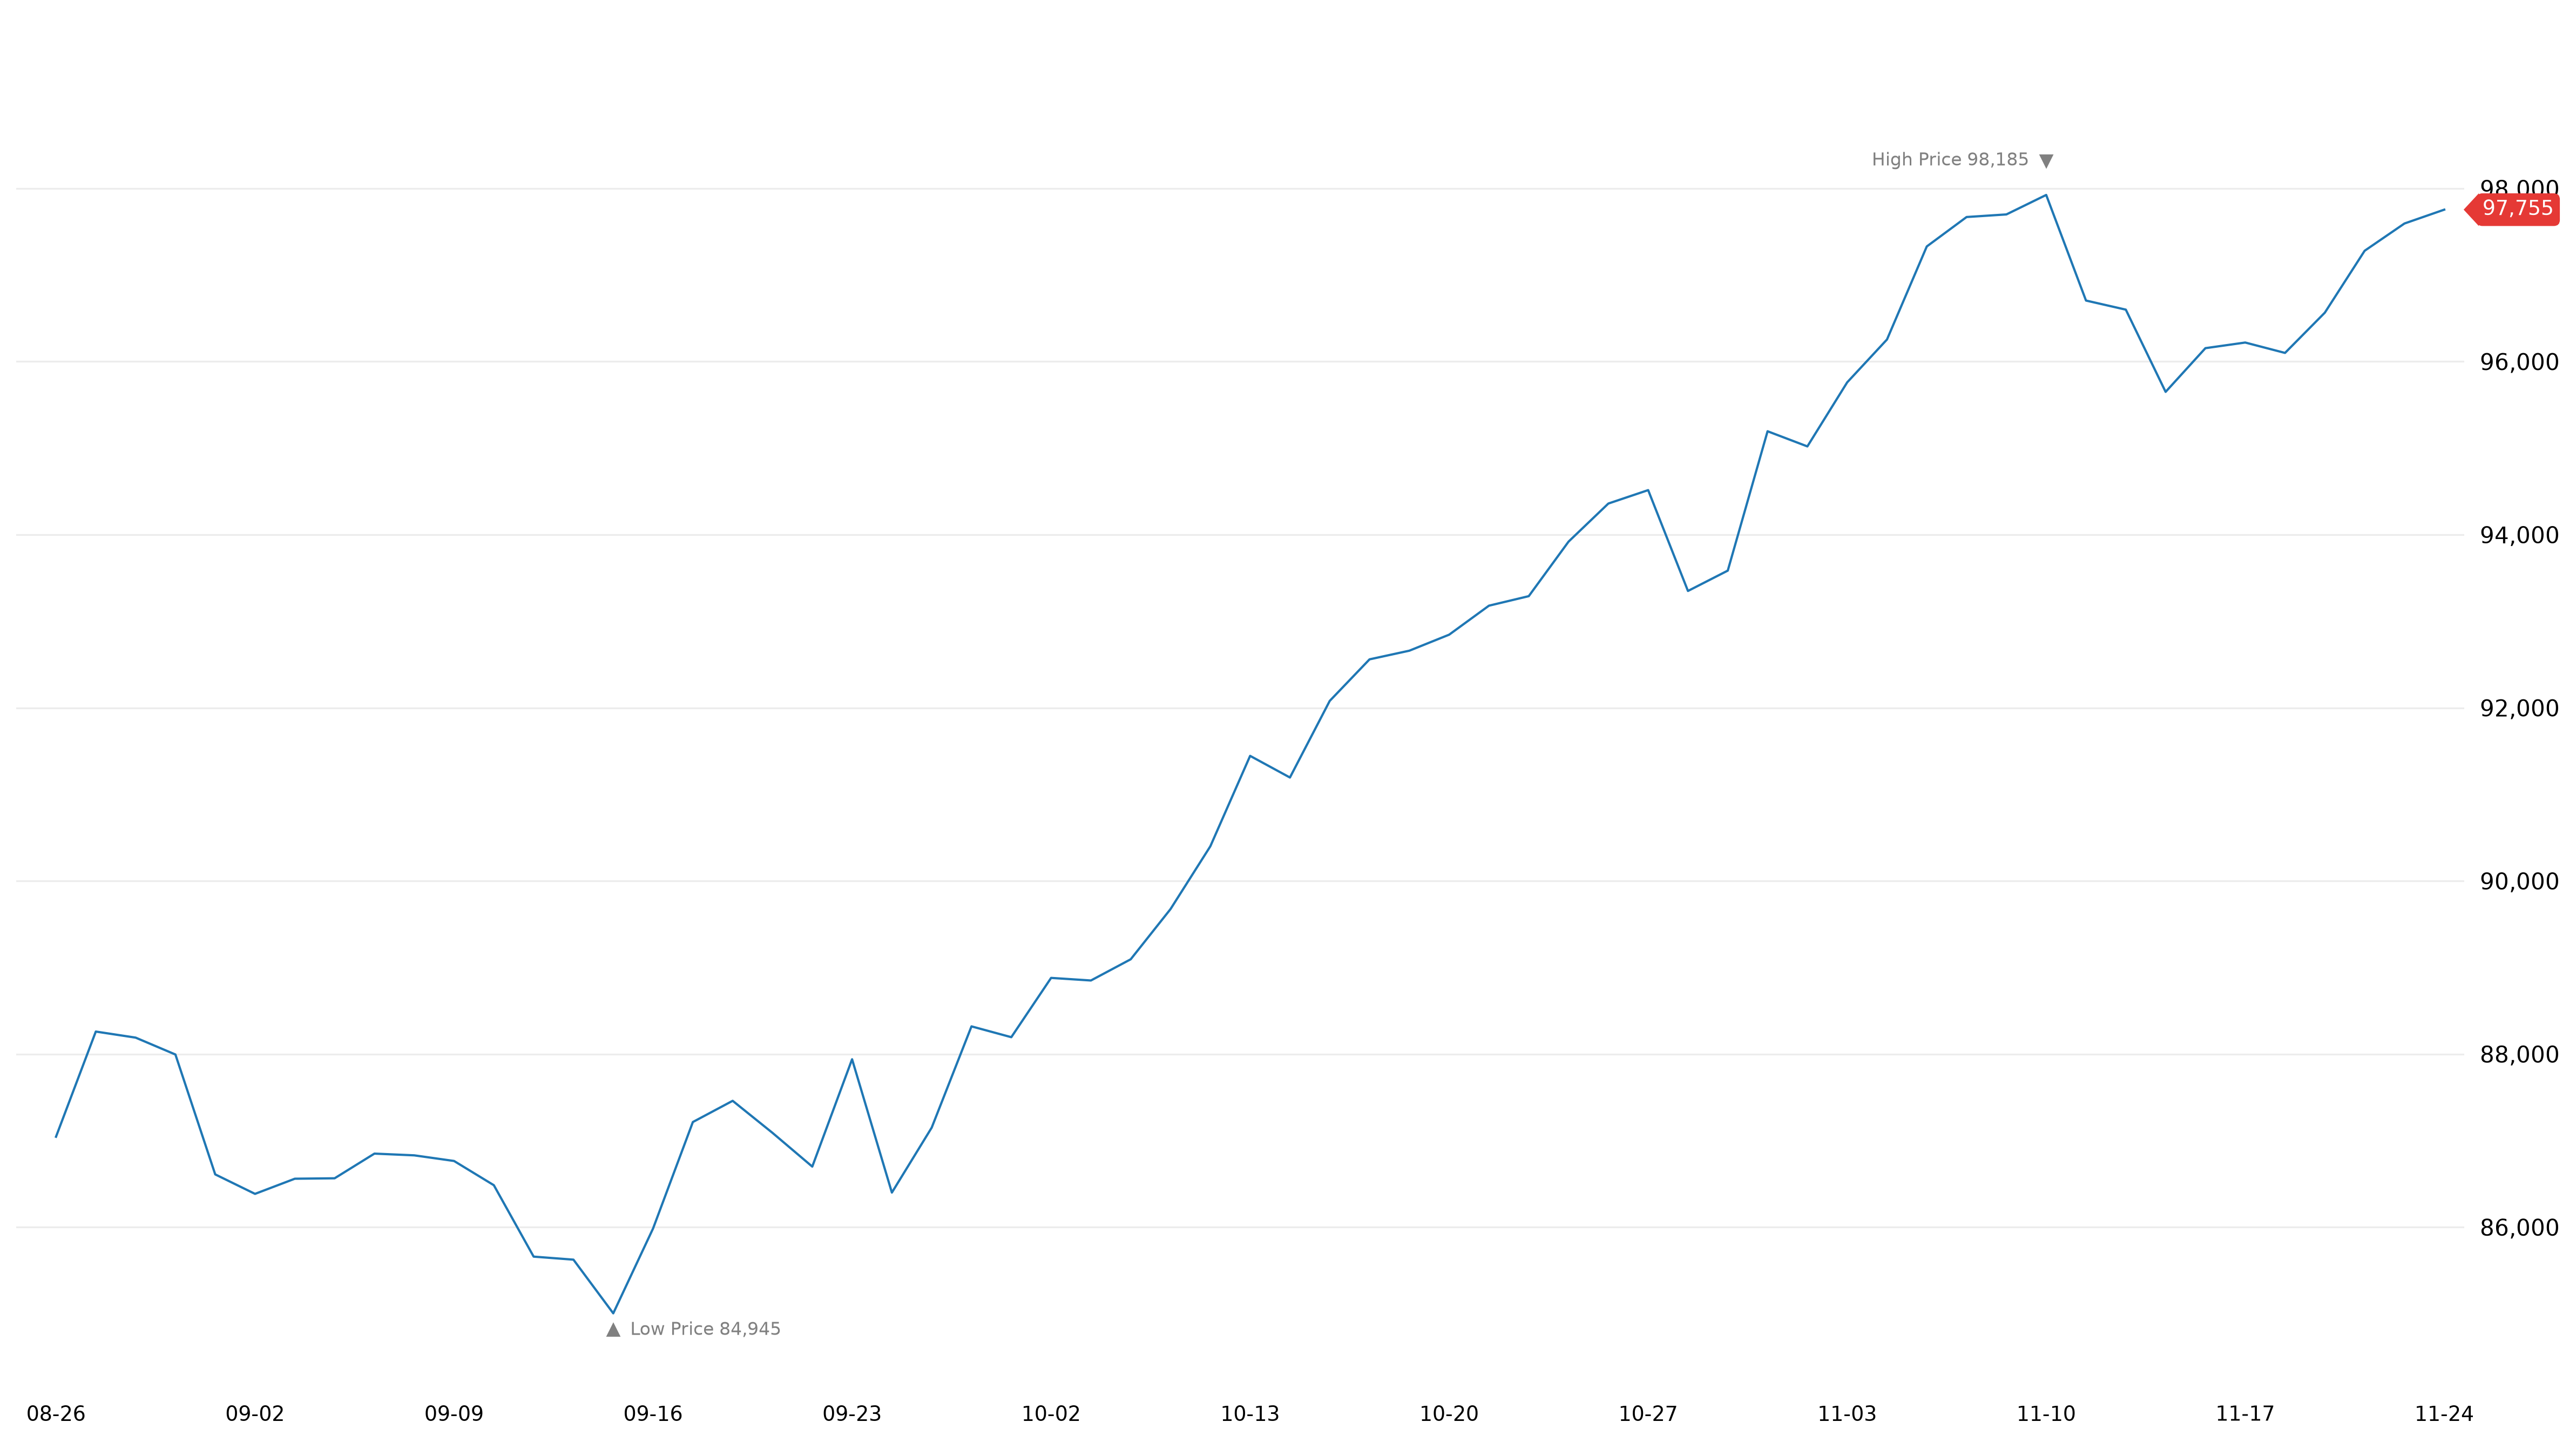 High Price 98,185 ▼
98,000
97,755
96,000
94,000
92,000
90,000
88,000
86,000
▲ Low Price 84,945
08-26 09-02 09-09 09-16 09-23 10-02 10-13 10-20 10-27 11-03 11-10 11-17 11-24